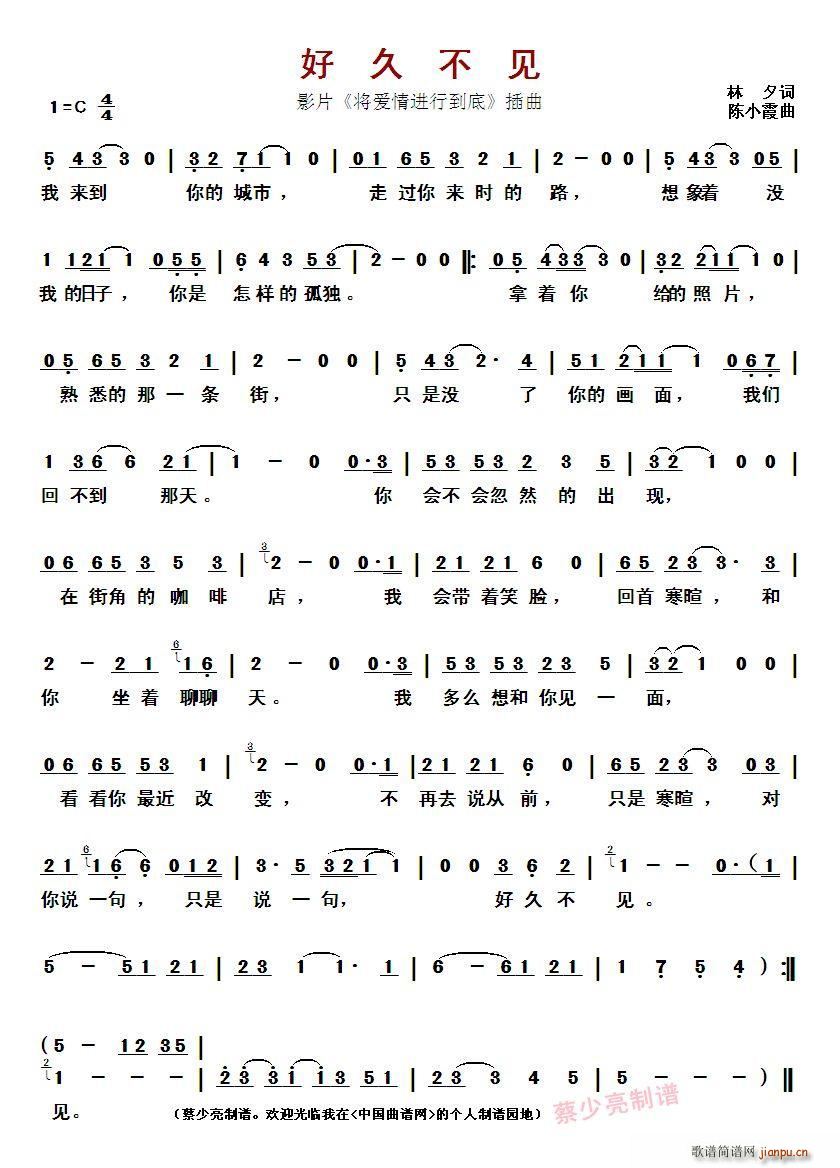 好 久 不 见
1=C 4/4
影片《将爱情进行到底》插曲
林 夕词
陈小霞曲
5 43 3 0 | 32 7 1 1 0 | 01 65 5 1 | 2 - 0 0 | 5 43 3 05 |
我 来到 你的 城市， 走过你 来时的 路， 想象着 没
1 121 1 055 | 6 4 3 53 | 2 - 0 0 ‖: 05 4333 0 | 32 211 1 0 |
我 的日子， 你是 怎样的 孤独。 拿着你 给的 照片，
05 65 3 2 1 | 2 - 0 0 | 5 43 2· 4 | 51 211 1 067 |
熟悉的 那一条 街， 只是没 了 你的 画面， 我们
1 36 6 21 | 1 - 0 0·3 | 53 53 2 3 5 | 32 1 0 0 |
回 不到 那天。 你 会不会忽然的出 现，
06 65 3 5 3 | 3 2 - 0 0·1 | 21 21 6 0 | 65 23 3· 3 |
在街角的咖啡 店， 我 会带着笑脸， 回首寒暄， 和
2 - 21 6 16 | 2 - 0 0·3 | 53 53 23 5 | 32 1 0 0 |
你 坐着 聊聊 天。 我 多么想和你见一 面，
06 65 53 1 | 3 2 - 0 0·1 | 21 21 6 0 | 65 23 3 03 |
看看你最近改 变， 不 再去说从前， 只是寒暄， 对
21 6 16 6 012 | 3· 5 321 1 | 0 0 3 6 2 | 2 1 - - 0·(1 |
你说一句， 只是 说 一句， 好久不 见。
5 - 51 21 | 23 1 1· 1 | 6 - 61 21 | 1 7 5 4 ) :‖
(5 - 12 35 |
2 1 - - - | 23 31 13 51 | 23 3 3 4 5 | 1 - - - ‖
见。
（蔡少亮制谱。欢迎光临我在<中国曲谱网>的个人制谱园地）
蔡少亮制谱
歌谱简谱网
jianpu.cn